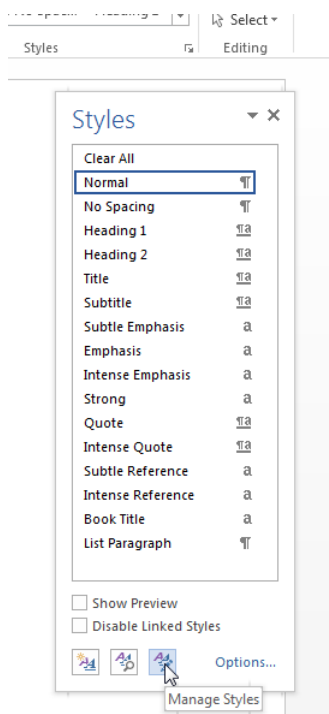 Select
Styles
Editing
Styles
Clear All
Normal ¶
No Spacing ¶
Heading 1 ¶a
Heading 2 ¶a
Title ¶a
Subtitle ¶a
Subtle Emphasis a
Emphasis a
Intense Emphasis a
Strong a
Quote ¶a
Intense Quote ¶a
Subtle Reference a
Intense Reference a
Book Title a
List Paragraph ¶
Show Preview
Disable Linked Styles
Options...
Manage Styles